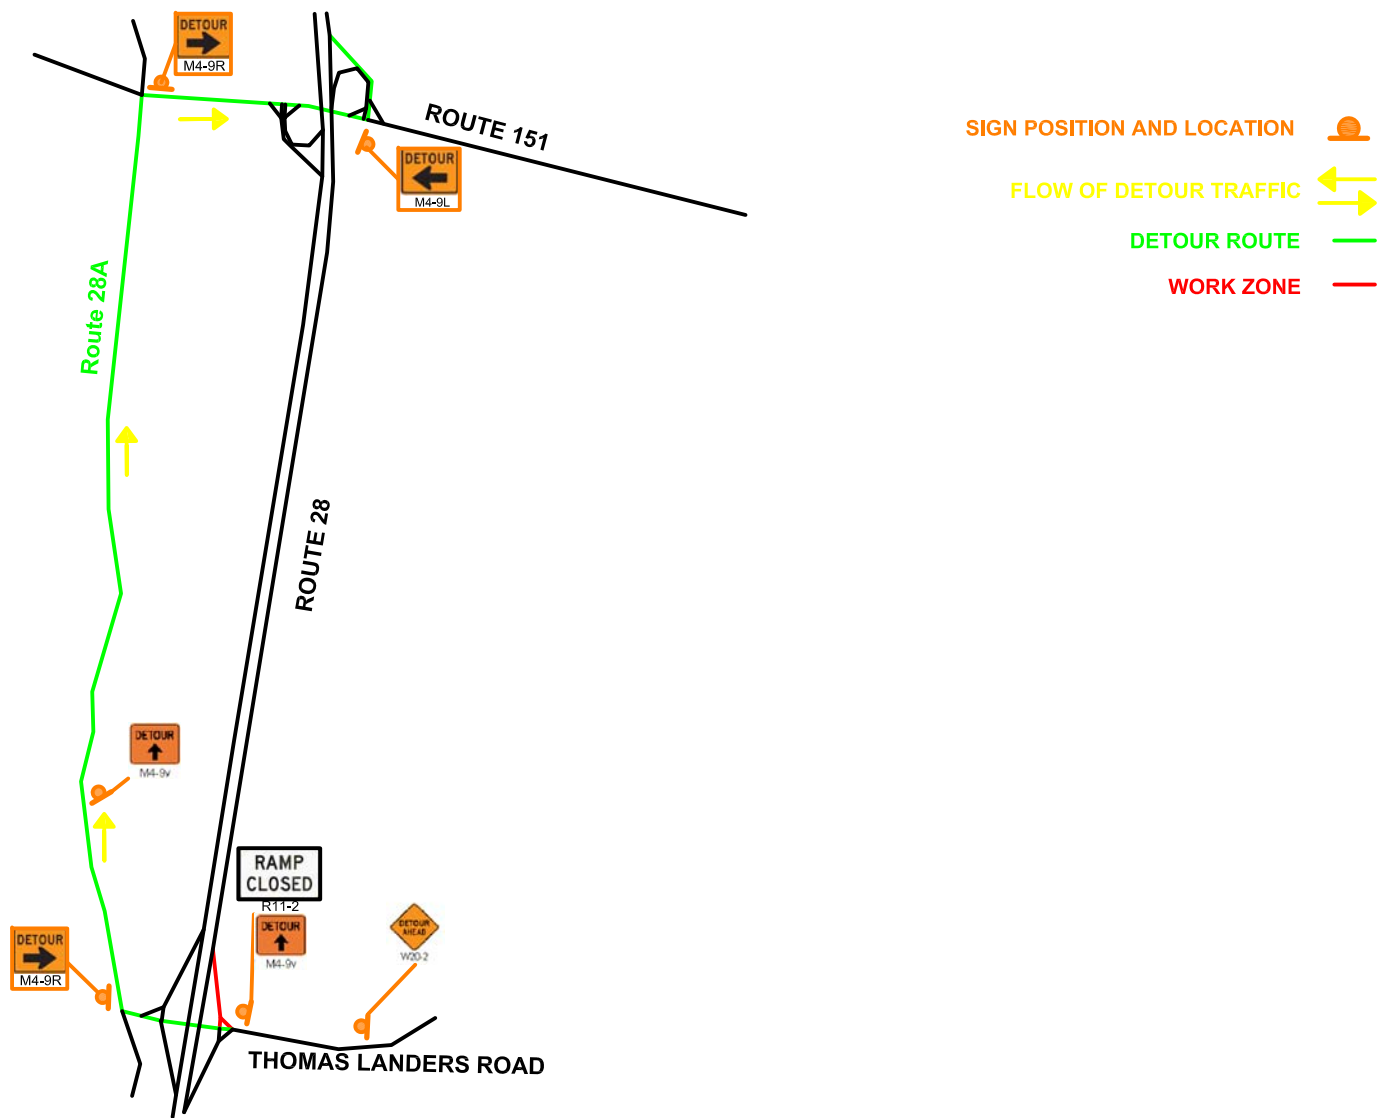 DETOUR
M4-9R
ROUTE 151
DETOUR
M4-9L
SIGN POSITION AND LOCATION
FLOW OF DETOUR TRAFFIC
DETOUR ROUTE
WORK ZONE
Route 28A
ROUTE 28
DETOUR
M4-9v
RAMP
CLOSED
R11-2
DETOUR
M4-9v
DETOUR
AHEAD
W20-2
DETOUR
M4-9R
THOMAS LANDERS ROAD